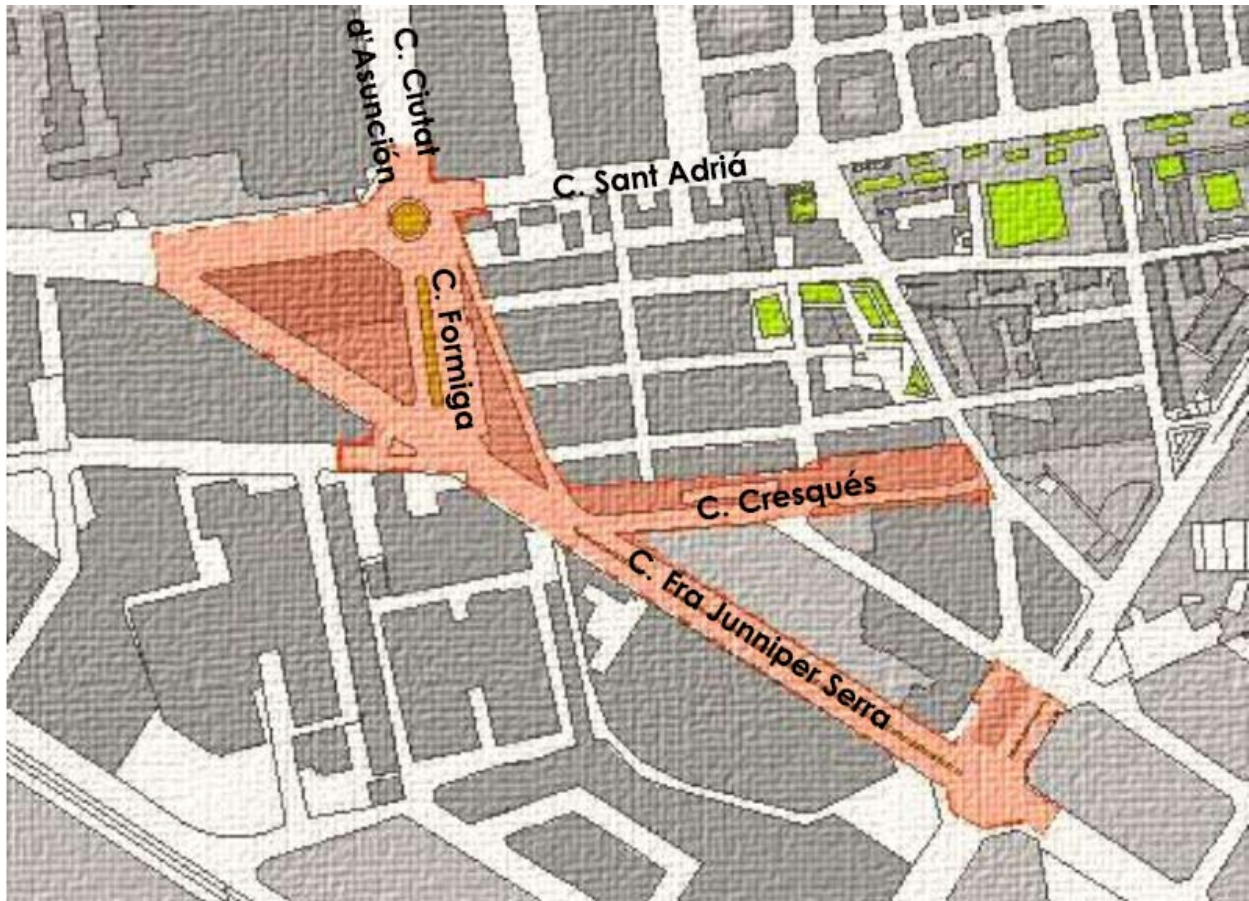 C. Ciutat
d'Asunción
C. Sant Adriá
C. Formiga
C. Cresqués
C. Fra Junniper Serra